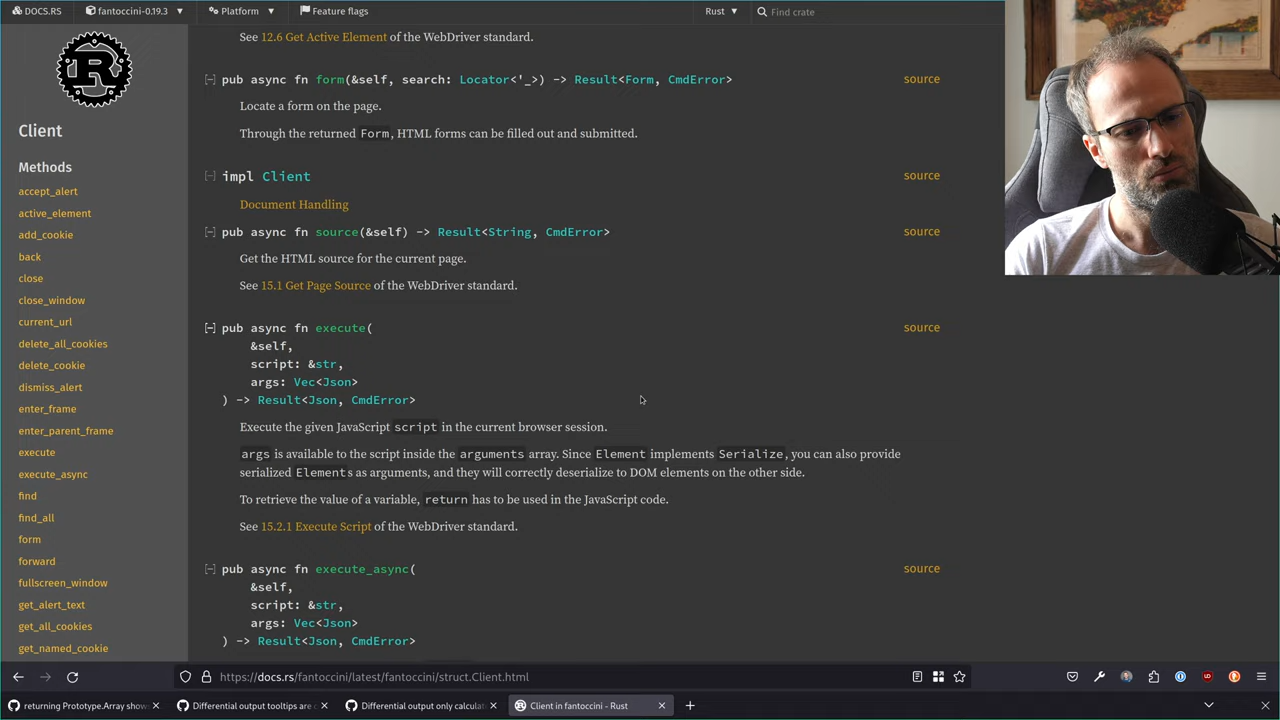 DOCS.RS
fantoccini-0.19.3
Platform
Feature flags
Rust
Find crate
Client
Methods
accept_alert
active_element
add_cookie
back
close
close_window
current_url
delete_all_cookies
delete_cookie
dismiss_alert
enter_frame
enter_parent_frame
execute
execute_async
find
find_all
form
forward
fullscreen_window
get_alert_text
get_all_cookies
get_named_cookie
See 12.6 Get Active Element of the WebDriver standard.
[-] pub async fn form(&self, search: Locator<'_>) -> Result<Form, CmdError> source
Locate a form on the page.
Through the returned Form, HTML forms can be filled out and submitted.
[-] impl Client source
Document Handling
[-] pub async fn source(&self) -> Result<String, CmdError> source
Get the HTML source for the current page.
See 15.1 Get Page Source of the WebDriver standard.
[-] pub async fn execute( source
&self,
script: &str,
args: Vec<Json>
) -> Result<Json, CmdError>
Execute the given JavaScript script in the current browser session.
args is available to the script inside the arguments array. Since Element implements Serialize, you can also provide
serialized Elements as arguments, and they will correctly deserialize to DOM elements on the other side.
To retrieve the value of a variable, return has to be used in the JavaScript code.
See 15.2.1 Execute Script of the WebDriver standard.
[-] pub async fn execute_async( source
&self,
script: &str,
args: Vec<Json>
) -> Result<Json, CmdError>
https://docs.rs/fantoccini/latest/fantoccini/struct.Client.html
returning Prototype.Array show
Differential output tooltips are c
Differential output only calculat
Client in fantoccini - Rust